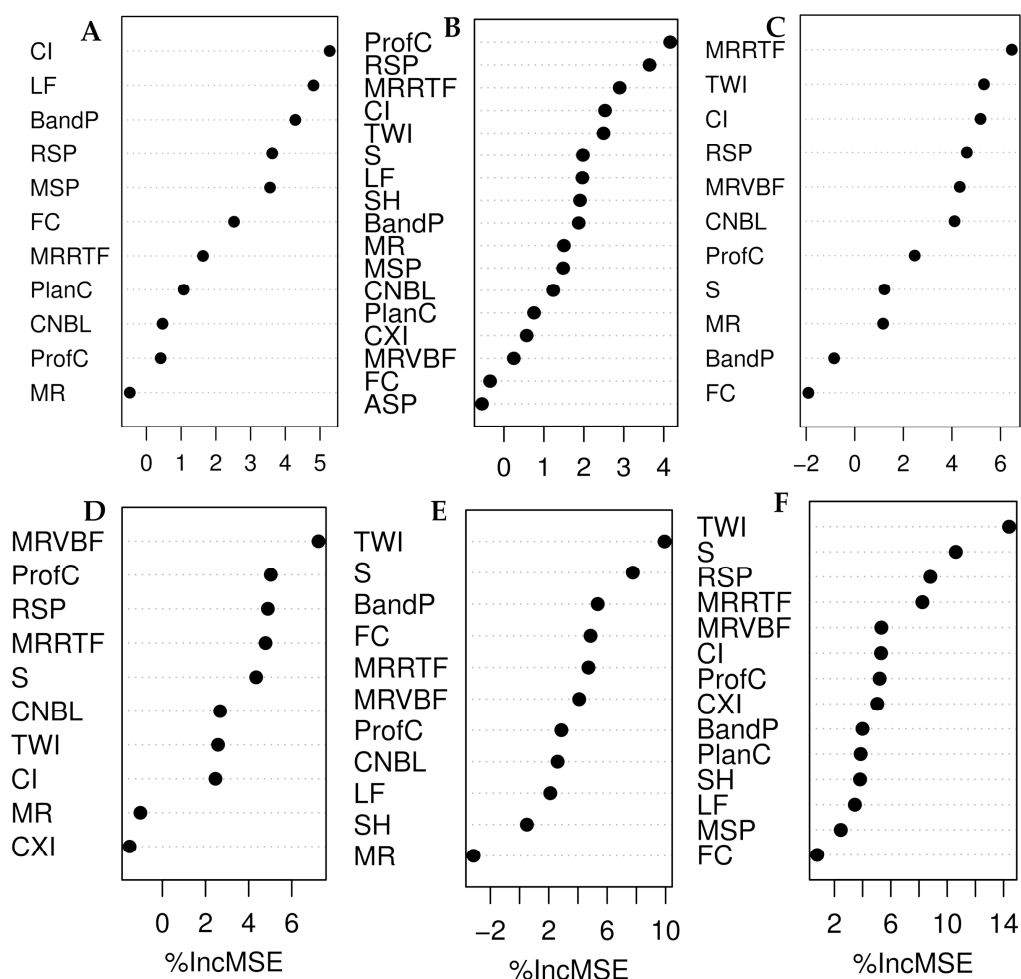 A
CI
LF
BandP
RSP
MSP
FC
MRRTF
PlanC
CNBL
ProfC
MR
0 1 2 3 4 5
B
ProfC
RSP
MRRTF
CI
TWI
S
LF
SH
BandP
MR
MSP
CNBL
PlanC
CXI
MRVBF
FC
ASP
0 1 2 3 4
C
MRRTF
TWI
CI
RSP
MRVBF
CNBL
ProfC
S
MR
BandP
FC
−2 0 2 4 6
D
MRVBF
ProfC
RSP
MRRTF
S
CNBL
TWI
CI
MR
CXI
0 2 4 6
%IncMSE
E
TWI
S
BandP
FC
MRRTF
MRVBF
ProfC
CNBL
LF
SH
MR
−2 2 6 10
%IncMSE
F
TWI
S
RSP
MRRTF
MRVBF
CI
ProfC
CXI
BandP
PlanC
SH
LF
MSP
FC
2 6 10 14
%IncMSE